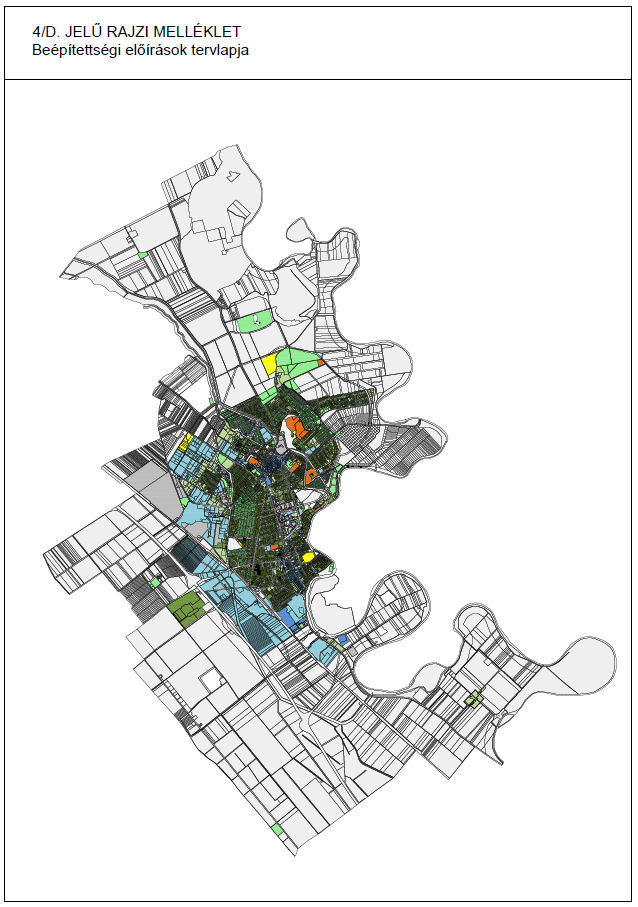 4/D. JELŰ RAJZI MELLÉKLET
Beépítettségi előírások tervlapja